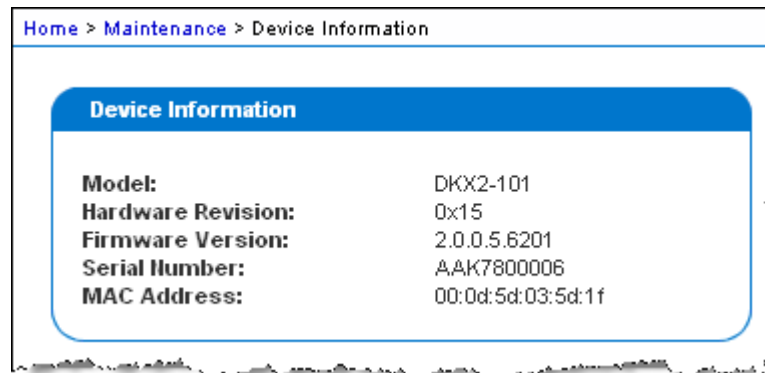 Home > Maintenance > Device Information
Device Information
Model: DKX2-101
Hardware Revision: 0x15
Firmware Version: 2.0.0.5.6201
Serial Number: AAK7800006
MAC Address: 00:0d:5d:03:5d:1f